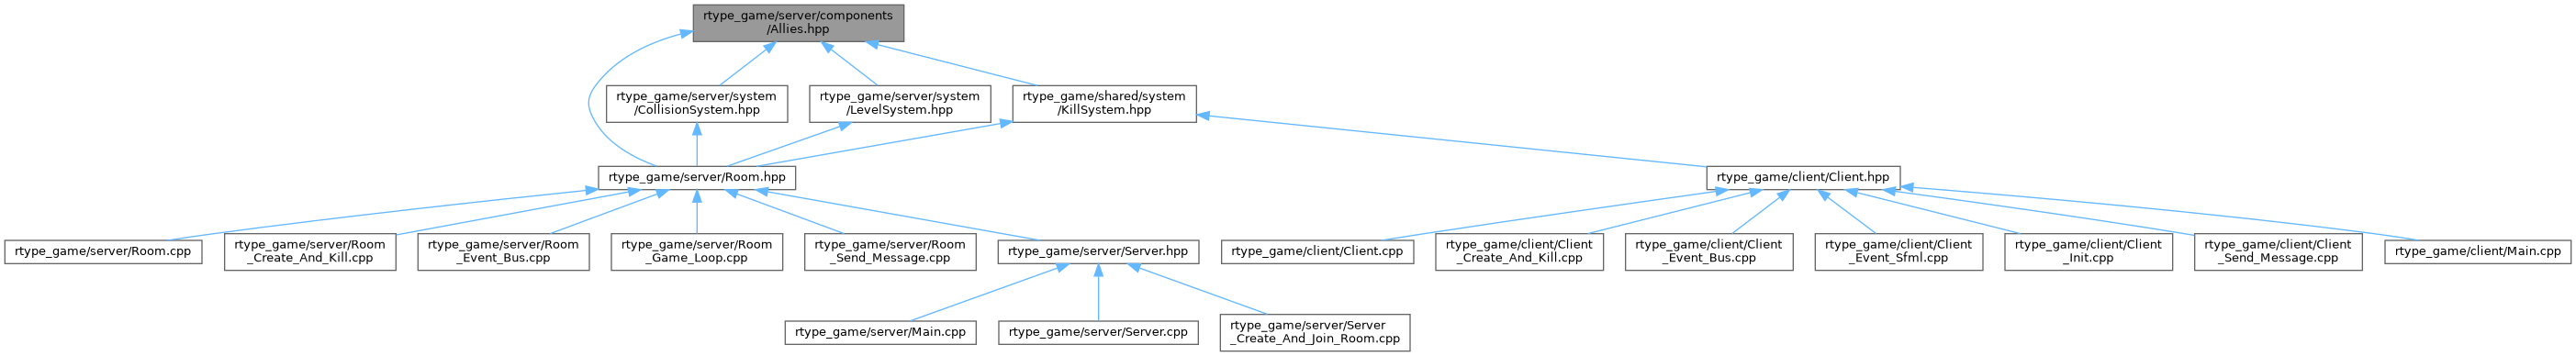 rtype_game/server/components
/Allies.hpp
rtype_game/server/system
/CollisionSystem.hpp
rtype_game/server/system
/LevelSystem.hpp
rtype_game/shared/system
/KillSystem.hpp
rtype_game/server/Room.hpp
rtype_game/client/Client.hpp
rtype_game/server/Room.cpp
rtype_game/server/Room
_Create_And_Kill.cpp
rtype_game/server/Room
_Event_Bus.cpp
rtype_game/server/Room
_Game_Loop.cpp
rtype_game/server/Room
_Send_Message.cpp
rtype_game/server/Server.hpp
rtype_game/client/Client.cpp
rtype_game/client/Client
_Create_And_Kill.cpp
rtype_game/client/Client
_Event_Bus.cpp
rtype_game/client/Client
_Event_Sfml.cpp
rtype_game/client/Client
_Init.cpp
rtype_game/client/Client
_Send_Message.cpp
rtype_game/client/Main.cpp
rtype_game/server/Main.cpp
rtype_game/server/Server.cpp
rtype_game/server/Server
_Create_And_Join_Room.cpp